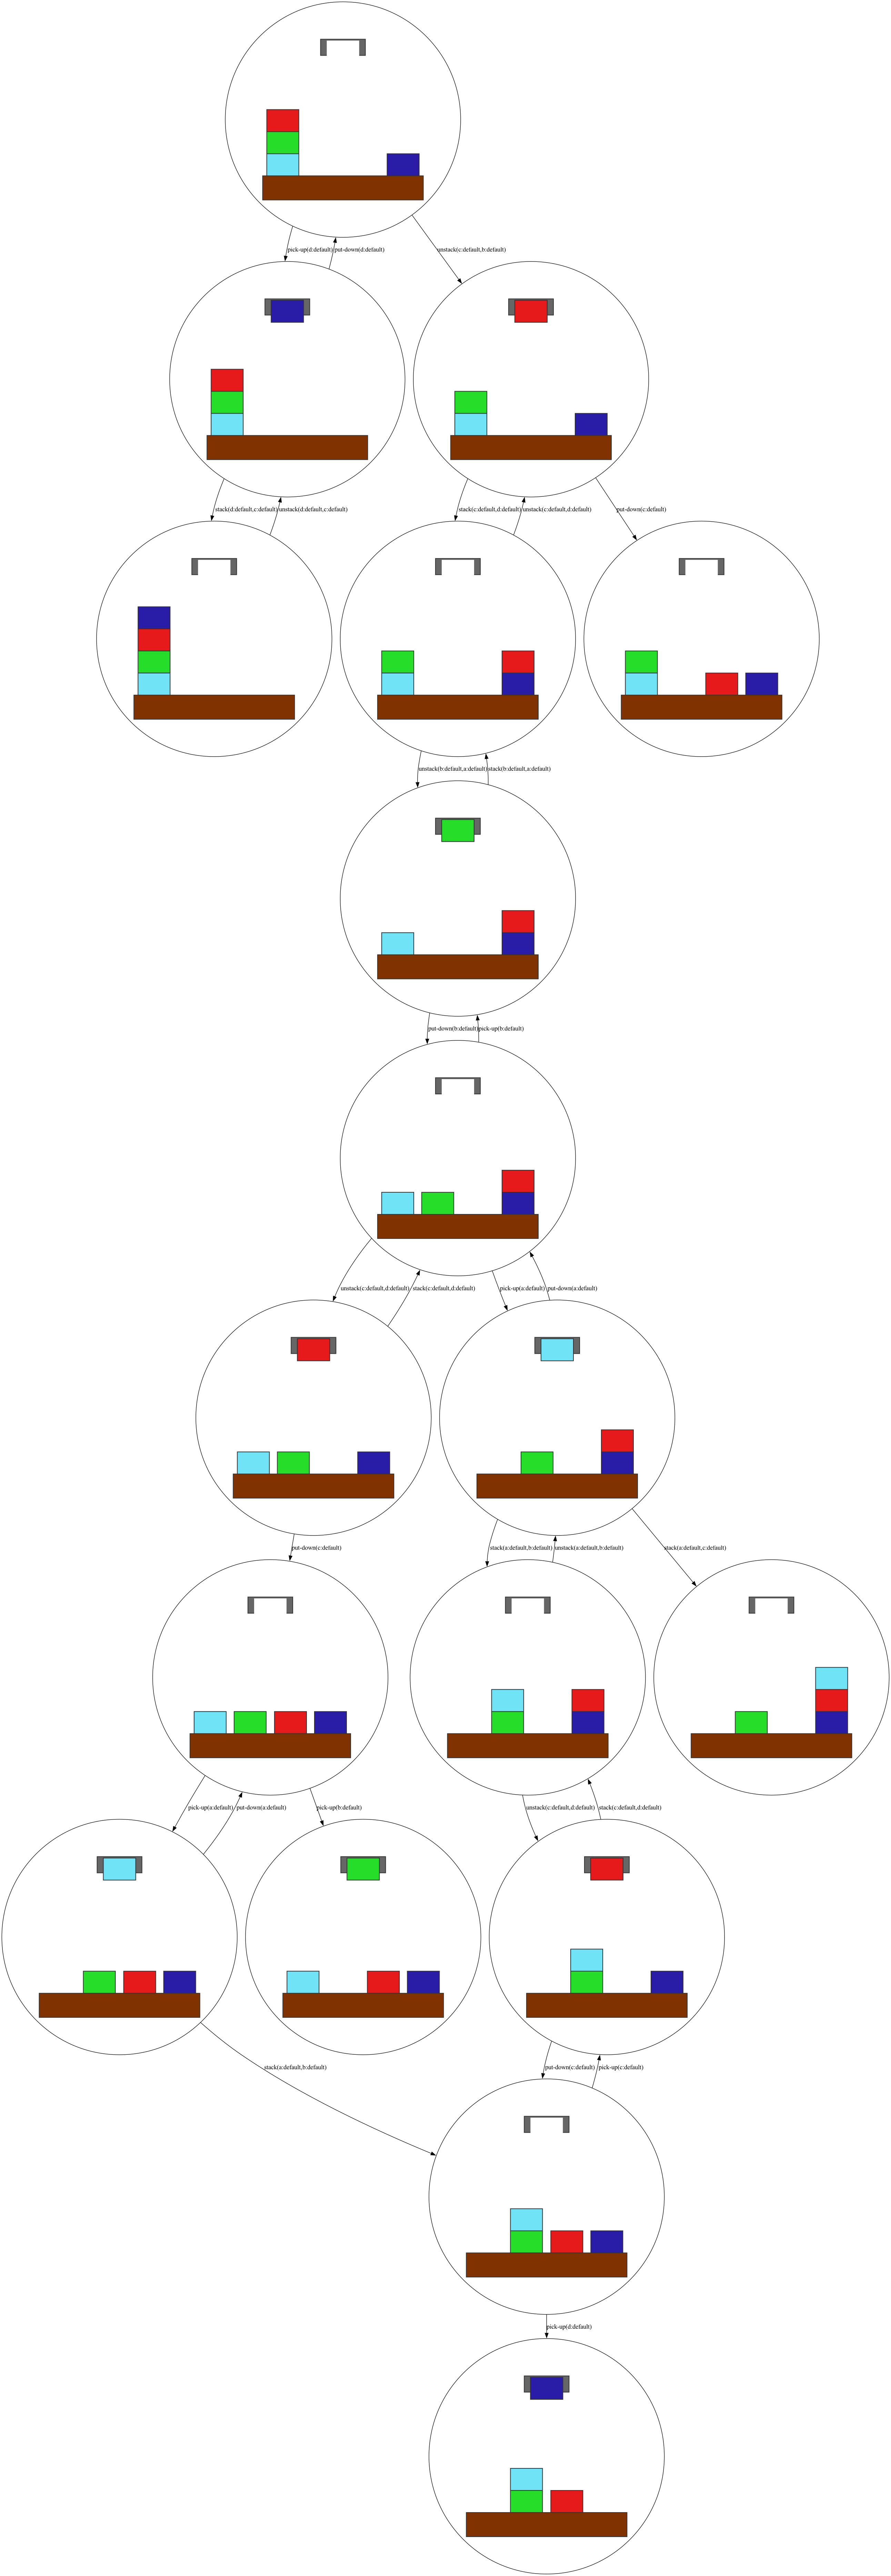 pick-up(d:default)
put-down(d:default)
unstack(c:default,b:default)
stack(d:default,c:default)
unstack(d:default,c:default)
stack(c:default,d:default)
unstack(c:default,d:default)
put-down(c:default)
unstack(b:default,a:default)
stack(b:default,a:default)
put-down(b:default)
pick-up(b:default)
unstack(c:default,d:default)
stack(c:default,d:default)
pick-up(a:default)
put-down(a:default)
put-down(c:default)
stack(a:default,b:default)
unstack(a:default,b:default)
stack(a:default,c:default)
pick-up(a:default)
put-down(a:default)
pick-up(b:default)
unstack(c:default,d:default)
stack(c:default,d:default)
stack(a:default,b:default)
put-down(c:default)
pick-up(c:default)
pick-up(d:default)